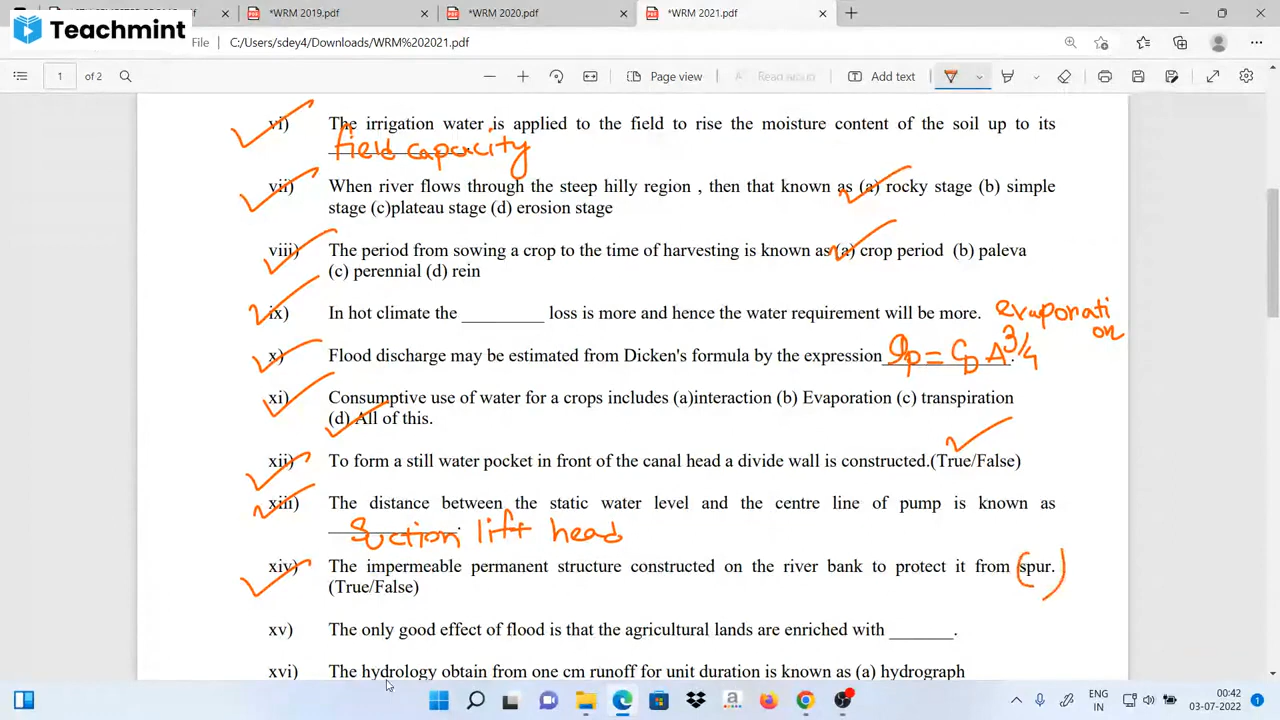 Teachmint
*WRM 2019.pdf
*WRM 2020.pdf
*WRM 2021.pdf
File
C:/Users/sdey4/Downloads/WRM%202021.pdf
1 of 2
Page view
Read aloud
Add text
vi) The irrigation water is applied to the field to rise the moisture content of the soil up to its
field capacity
vii) When river flows through the steep hilly region , then that known as (a) rocky stage (b) simple
stage (c)plateau stage (d) erosion stage
viii) The period from sowing a crop to the time of harvesting is known as (a) crop period (b) paleva
(c) perennial (d) rein
ix) In hot climate the _________ loss is more and hence the water requirement will be more. evaporati
on
x) Flood discharge may be estimated from Dicken's formula by the expression Qp = CD A 3/4.
xi) Consumptive use of water for a crops includes (a)interaction (b) Evaporation (c) transpiration
(d) All of this.
xii) To form a still water pocket in front of the canal head a divide wall is constructed.(True/False)
xiii) The distance between the static water level and the centre line of pump is known as
Suction lift head
xiv) The impermeable permanent structure constructed on the river bank to protect it from (spur.)
(True/False)
xv) The only good effect of flood is that the agricultural lands are enriched with _______.
xvi) The hydrology obtain from one cm runoff for unit duration is known as (a) hydrograph
ENG
IN
00:42
03-07-2022
1